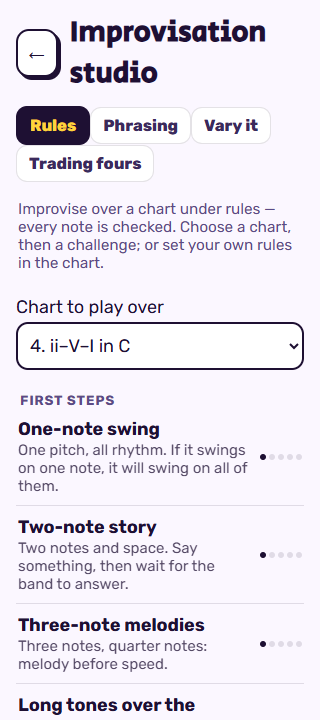 ←
Improvisation
studio
Rules
Phrasing
Vary it
Trading fours
Improvise over a chart under rules —
every note is checked. Choose a chart,
then a challenge; or set your own rules
in the chart.
Chart to play over
4. ii–V–I in C
FIRST STEPS
One-note swing
One pitch, all rhythm. If it swings
on one note, it will swing on all of
them.
Two-note story
Two notes and space. Say
something, then wait for the
band to answer.
Three-note melodies
Three notes, quarter notes:
melody before speed.
Long tones over the